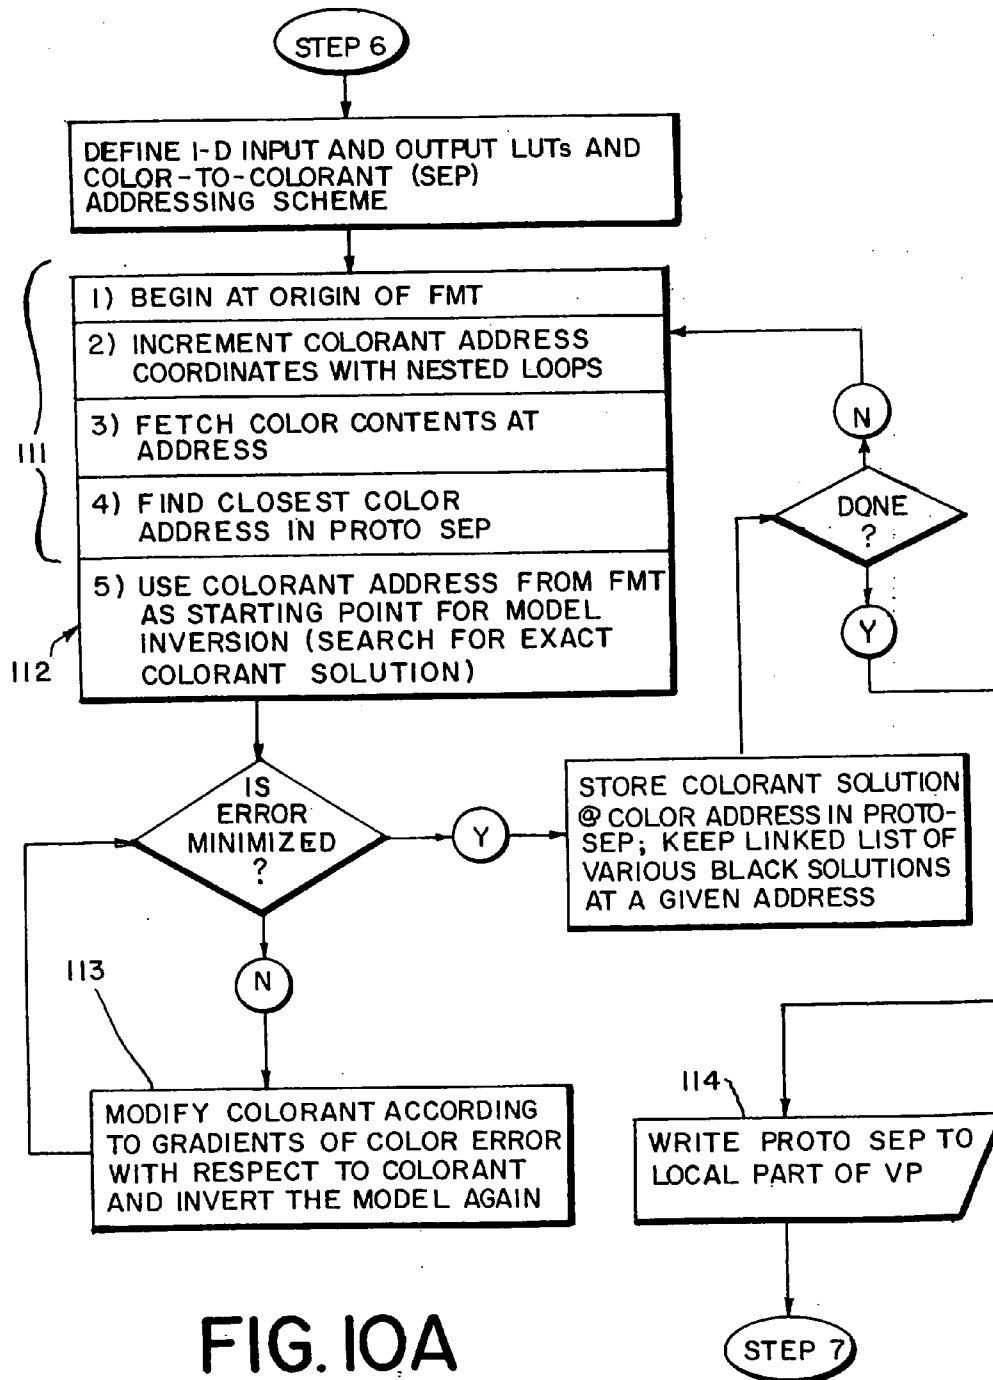 STEP 6
DEFINE 1-D INPUT AND OUTPUT LUTs AND
COLOR-TO-COLORANT (SEP)
ADDRESSING SCHEME
111
1) BEGIN AT ORIGIN OF FMT
2) INCREMENT COLORANT ADDRESS
COORDINATES WITH NESTED LOOPS
3) FETCH COLOR CONTENTS AT
ADDRESS
4) FIND CLOSEST COLOR
ADDRESS IN PROTO SEP
112
5) USE COLORANT ADDRESS FROM FMT
AS STARTING POINT FOR MODEL
INVERSION (SEARCH FOR EXACT
COLORANT SOLUTION)
N
DONE
?
Y
IS
ERROR
MINIMIZED
?
Y
STORE COLORANT SOLUTION
@ COLOR ADDRESS IN PROTO-
SEP; KEEP LINKED LIST OF
VARIOUS BLACK SOLUTIONS
AT A GIVEN ADDRESS
N
113
MODIFY COLORANT ACCORDING
TO GRADIENTS OF COLOR ERROR
WITH RESPECT TO COLORANT
AND INVERT THE MODEL AGAIN
114
WRITE PROTO SEP TO
LOCAL PART OF VP
STEP 7
FIG. 10A